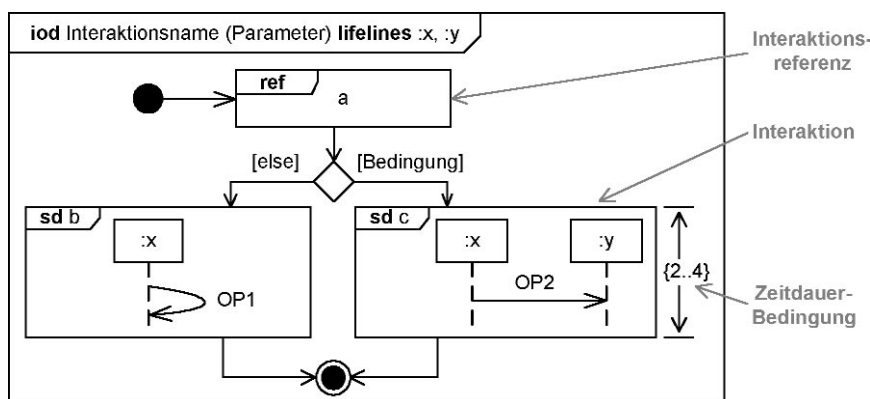 iod Interaktionsname (Parameter) lifelines :x, :y
Interaktions-
referenz
ref
a
Interaktion
[else]
[Bedingung]
sd b
:x
OP1
sd c
:x
:y
OP2
{2..4}
Zeitdauer-
Bedingung